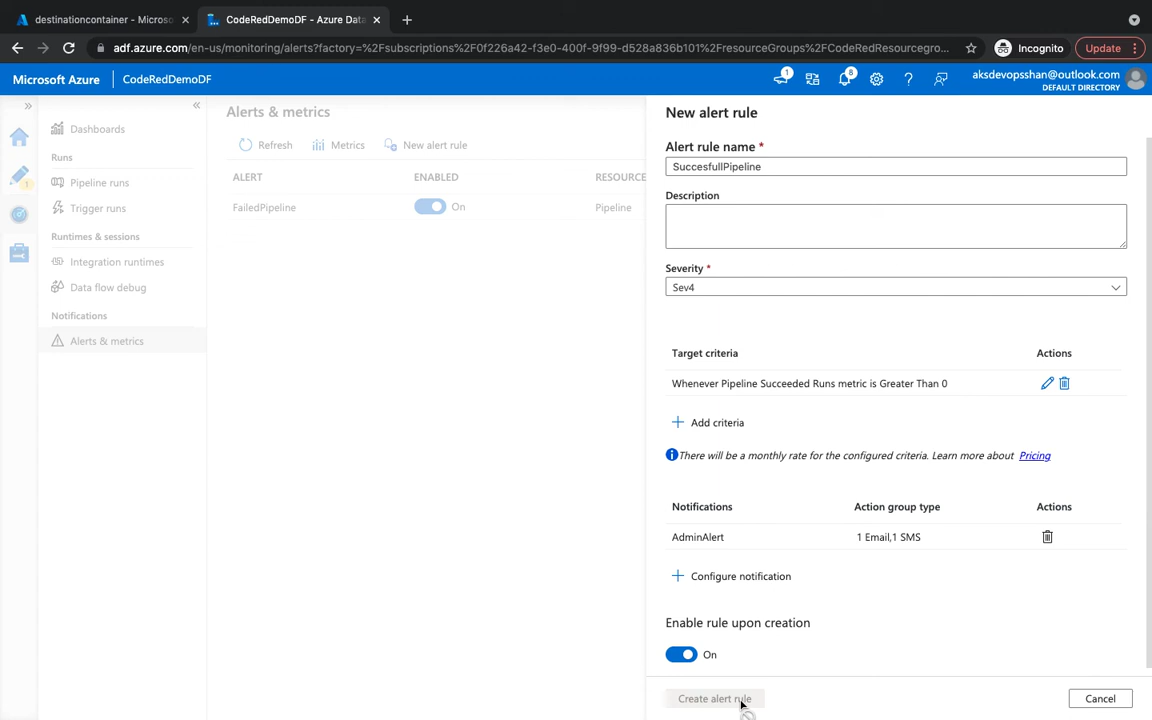 destinationcontainer - Microso
CodeRedDemoDF - Azure Data
adf.azure.com/en-us/monitoring/alerts?factory=%2Fsubscriptions%2F0f226a42-f3e0-400f-9f99-d528a836b101%2FresourceGroups%2FCodeRedResourcegro...
Incognito
Update
Microsoft Azure
CodeRedDemoDF
1
8
aksdevopsshan@outlook.com
DEFAULT DIRECTORY
1
Dashboards
Runs
Pipeline runs
Trigger runs
Runtimes & sessions
Integration runtimes
Data flow debug
Notifications
Alerts & metrics
Alerts & metrics
Refresh
Metrics
New alert rule
ALERT ENABLED RESOURCE
FailedPipeline On Pipeline
New alert rule
Alert rule name *
SuccesfullPipeline
Description
Severity *
Sev4
Target criteria Actions
Whenever Pipeline Succeeded Runs metric is Greater Than 0
Add criteria
There will be a monthly rate for the configured criteria. Learn more about Pricing
Notifications Action group type Actions
AdminAlert 1 Email,1 SMS
Configure notification
Enable rule upon creation
On
Create alert rule
Cancel